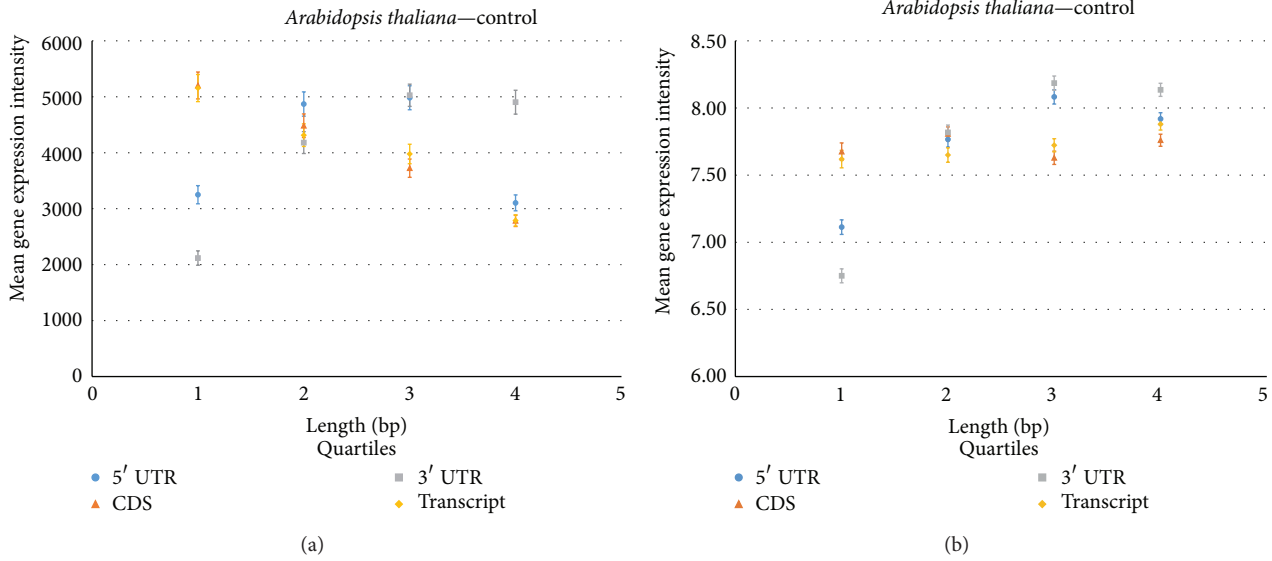 Arabidopsis thaliana—control
6000
5000
4000
3000
2000
1000
0
Mean gene expression intensity
0 1 2 3 4 5
Length (bp)
Quartiles
5′ UTR
3′ UTR
CDS
Transcript
(a)
Arabidopsis thaliana—control
8.50
8.00
7.50
7.00
6.50
6.00
Mean gene expression intensity
0 1 2 3 4 5
Length (bp)
Quartiles
5′ UTR
3′ UTR
CDS
Transcript
(b)